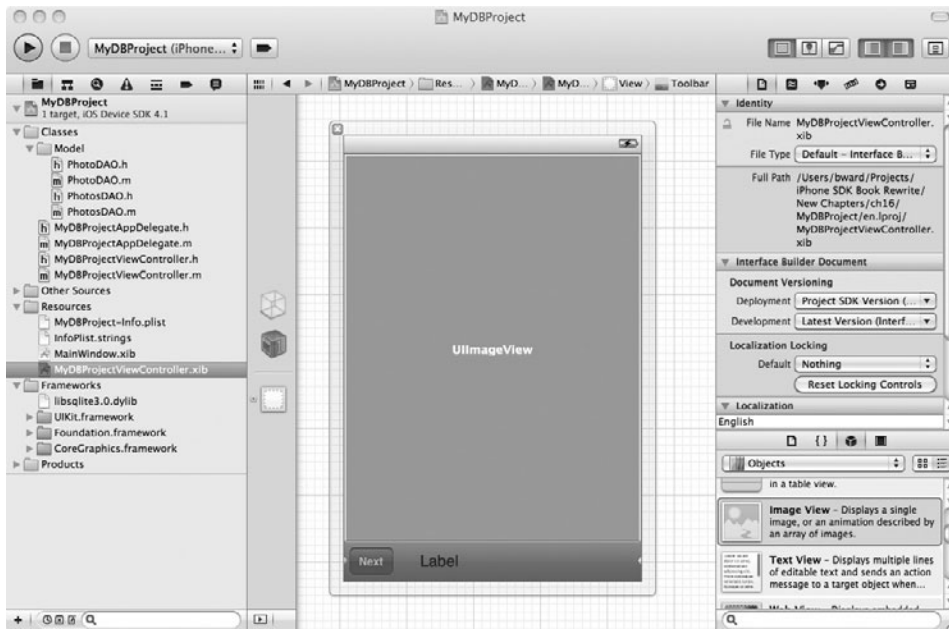 MyDBProject
MyDBProject (iPhone...
MyDBProject
Res...
MyD...
MyD...
View
Toolbar
MyDBProject
1 target, iOS Device SDK 4.1
Classes
Model
h PhotoDAO.h
m PhotoDAO.m
h PhotosDAO.h
m PhotosDAO.m
h MyDBProjectAppDelegate.h
m MyDBProjectAppDelegate.m
h MyDBProjectViewController.h
m MyDBProjectViewController.m
Other Sources
Resources
MyDBProject-Info.plist
InfoPlist.strings
MainWindow.xib
MyDBProjectViewController.xib
Frameworks
libsqlite3.0.dylib
UIKit.framework
Foundation.framework
CoreGraphics.framework
Products
UIImageView
Next
Label
Identity
File Name MyDBProjectViewController.
xib
File Type Default - Interface B...
Full Path /Users/bward/Projects/
iPhone SDK Book Rewrite/
New Chapters/ch16/
MyDBProject/en.lproj/
MyDBProjectViewController.
xib
Interface Builder Document
Document Versioning
Deployment Project SDK Version (...
Development Latest Version (Interf...
Localization Locking
Default Nothing
Reset Locking Controls
Localization
English
{}
Objects
in a table view.
Image View - Displays a single
image, or an animation described by
an array of images.
Text View - Displays multiple lines
of editable text and sends an action
message to a target object when...